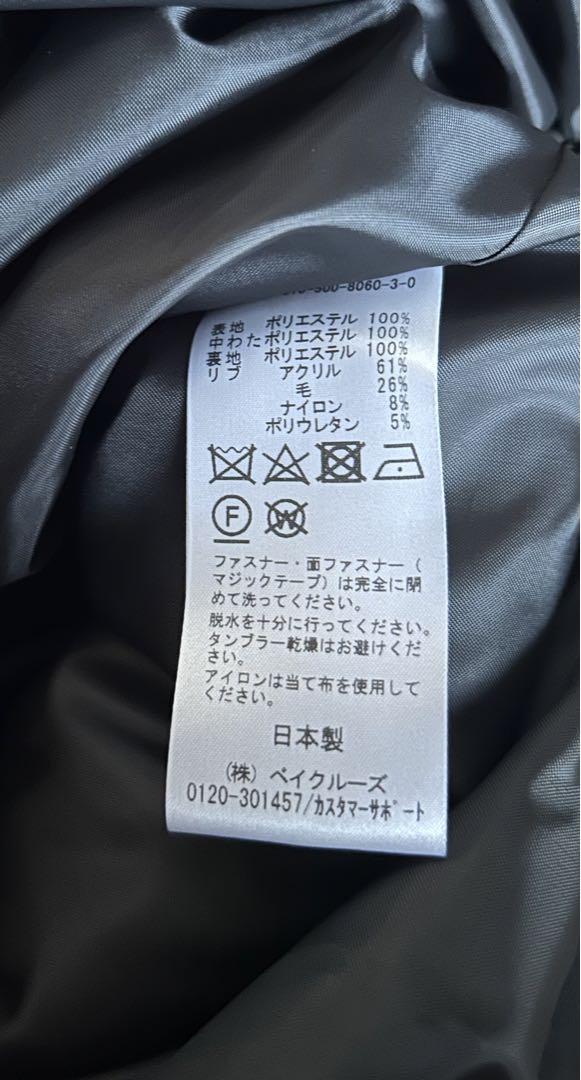 -500-8060-3-0
表地 ポリエステル 100%
中わた ポリエステル 100%
裏地 ポリエステル 100%
リブ アクリル 61%
毛 26%
ナイロン 8%
ポリウレタン 5%
F W
ファスナー・面ファスナー(
マジックテープ)は完全に閉
めて洗ってください。
脱水を十分に行ってください。
タンブラー乾燥はお避けくだ
さい。
アイロンは当て布を使用して
ください。
日本製
(株) ベイクルーズ
0120-301457/カスタマーサポート